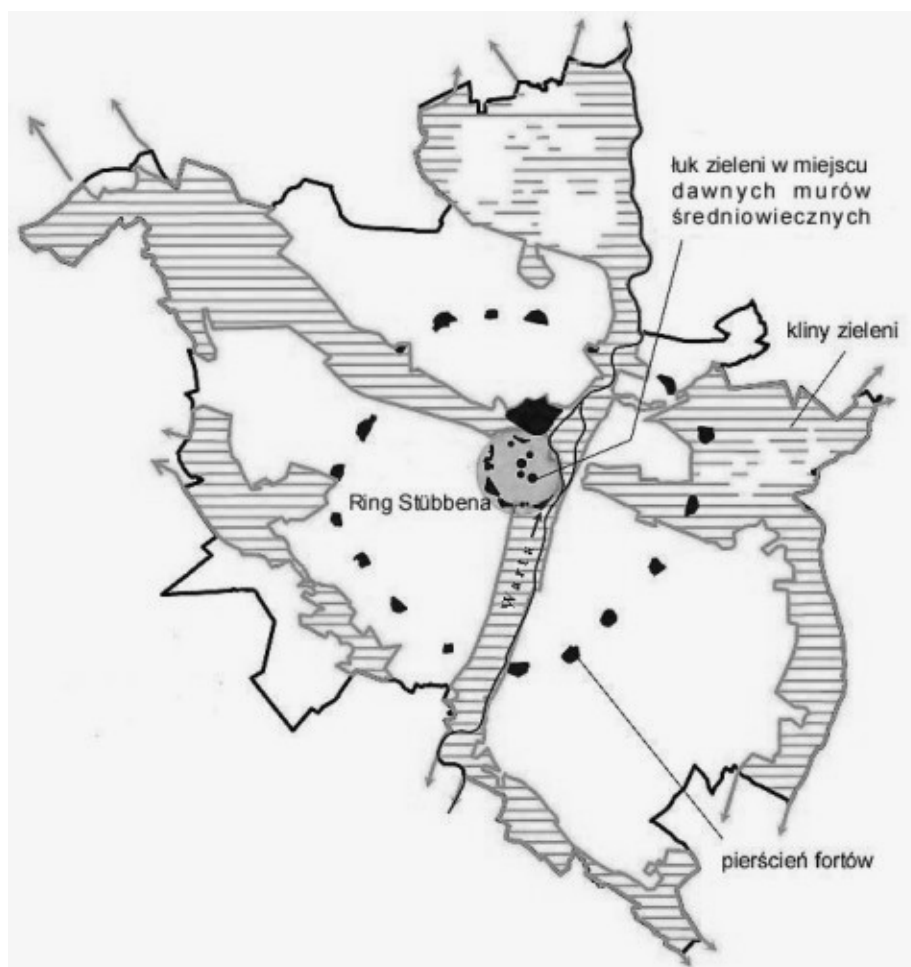 łuk zieleni w miejscu
dawnych murów
średniowiecznych
kliny zieleni
Ring Stübbena
Warta
pierścień fortów